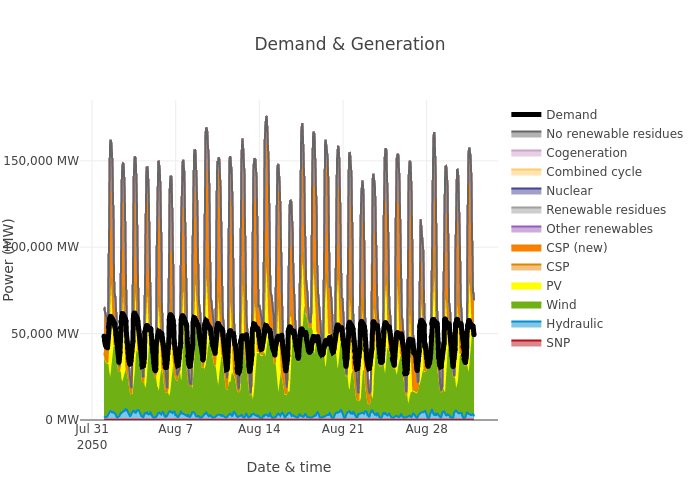 Demand & Generation
Power (MW)
150,000 MW
100,000 MW
50,000 MW
0 MW
Jul 31
2050
Aug 7
Aug 14
Aug 21
Aug 28
Date & time
Demand
No renewable residues
Cogeneration
Combined cycle
Nuclear
Renewable residues
Other renewables
CSP (new)
CSP
PV
Wind
Hydraulic
SNP